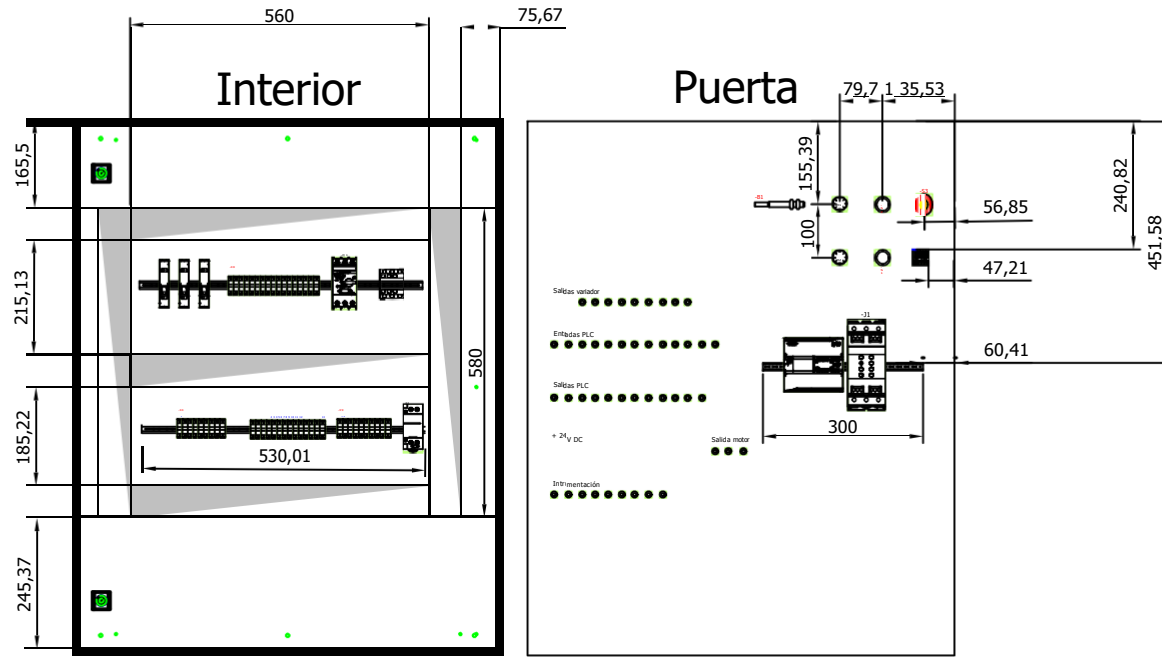 560
75,67
Interior
Puerta
79,7 1 35,53
165,5
155,39
240,82
-B1
-S3
56,85
100
451,58
47,21
215,13
Salidas variador
-J1
Entradas PLC
60,41
580
Salidas PLC
185,22
300
+ 24V DC
Salida motor
530,01
Intrumentación
245,37